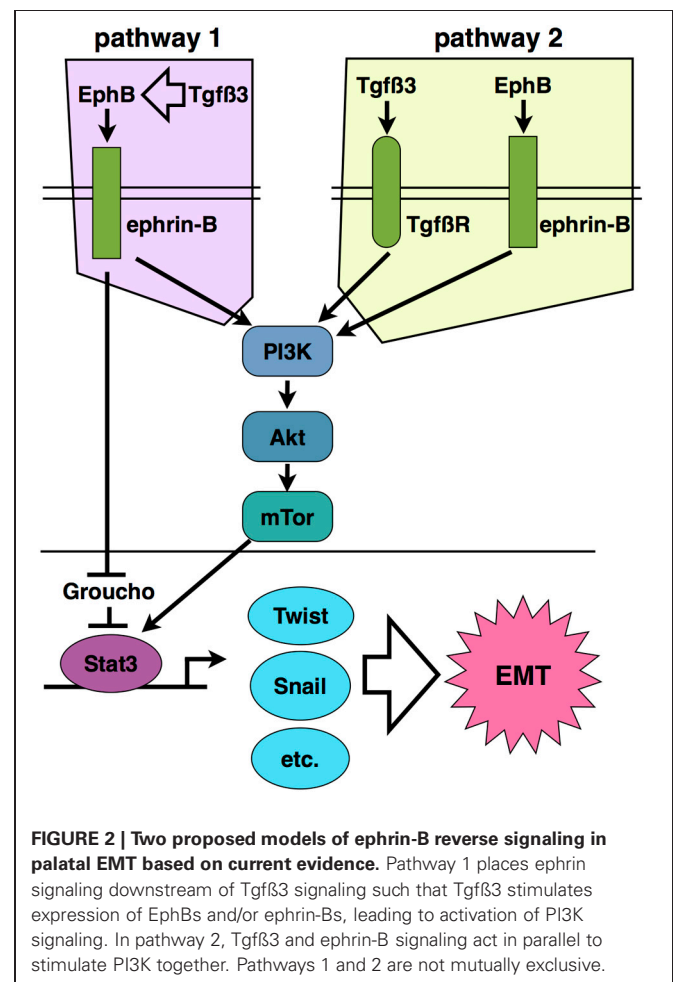 pathway 1
pathway 2
EphB
Tgfß3
Tgfß3
EphB
ephrin-B
TgfßR
ephrin-B
PI3K
Akt
mTor
Groucho
Stat3
Twist
Snail
etc.
EMT
FIGURE 2 | Two proposed models of ephrin-B reverse signaling in
palatal EMT based on current evidence. Pathway 1 places ephrin
signaling downstream of Tgfß3 signaling such that Tgfß3 stimulates
expression of EphBs and/or ephrin-Bs, leading to activation of PI3K
signaling. In pathway 2, Tgfß3 and ephrin-B signaling act in parallel to
stimulate PI3K together. Pathways 1 and 2 are not mutually exclusive.